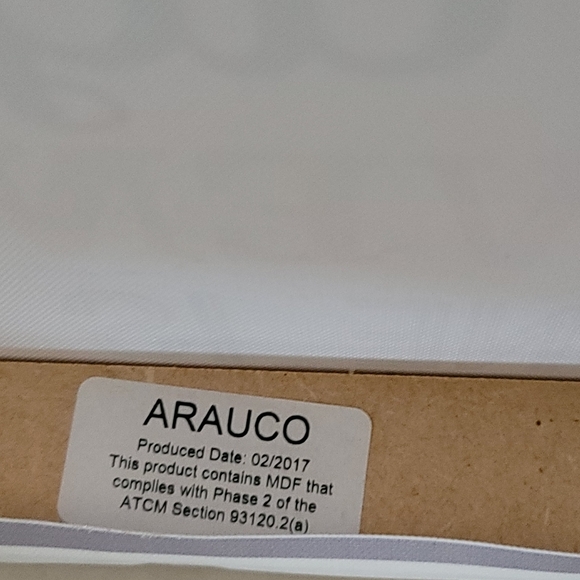 ARAUCO
Produced Date: 02/2017
This product contains MDF that
complies with Phase 2 of the
ATCM Section 93120.2(a)